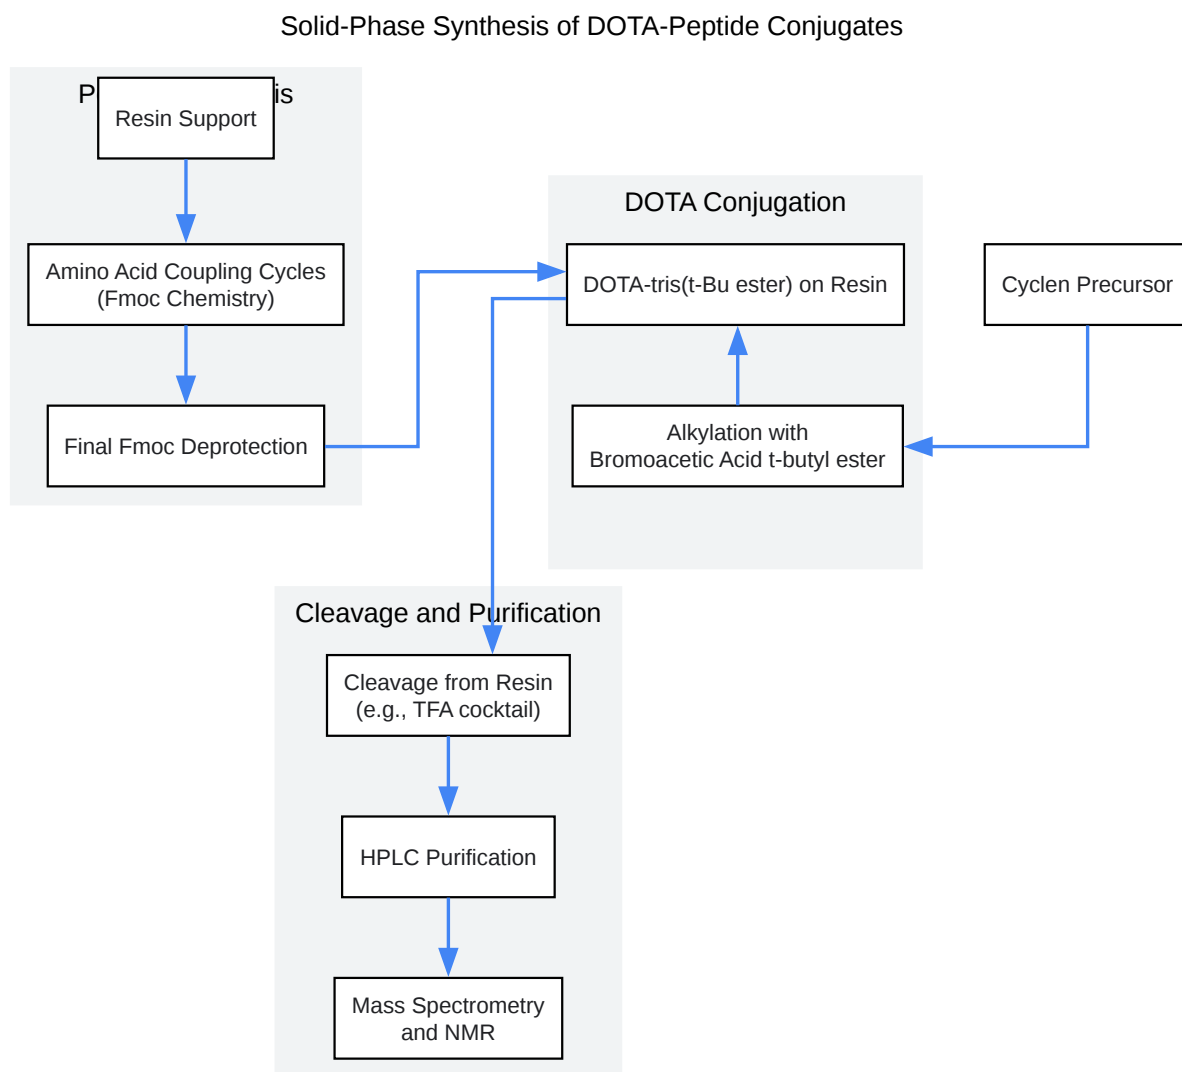 Solid-Phase Synthesis of DOTA-Peptide Conjugates
Resin Support
Amino Acid Coupling Cycles
(Fmoc Chemistry)
Final Fmoc Deprotection
DOTA Conjugation
DOTA-tris(t-Bu ester) on Resin
Alkylation with
Bromoacetic Acid t-butyl ester
Cyclen Precursor
Cleavage and Purification
Cleavage from Resin
(e.g., TFA cocktail)
HPLC Purification
Mass Spectrometry
and NMR